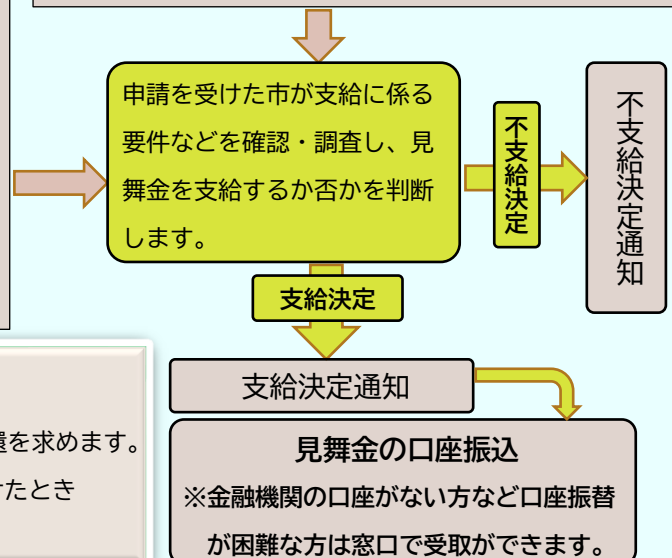 申請を受けた市が支給に係る
要件などを確認・調査し、見
舞金を支給するか否かを判断
します。
不支給決定
不支給決定通知
支給決定
支給決定通知
を求めます。
たとき
見舞金の口座振込
※金融機関の口座がない方など口座振替
が困難な方は窓口で受取ができます。